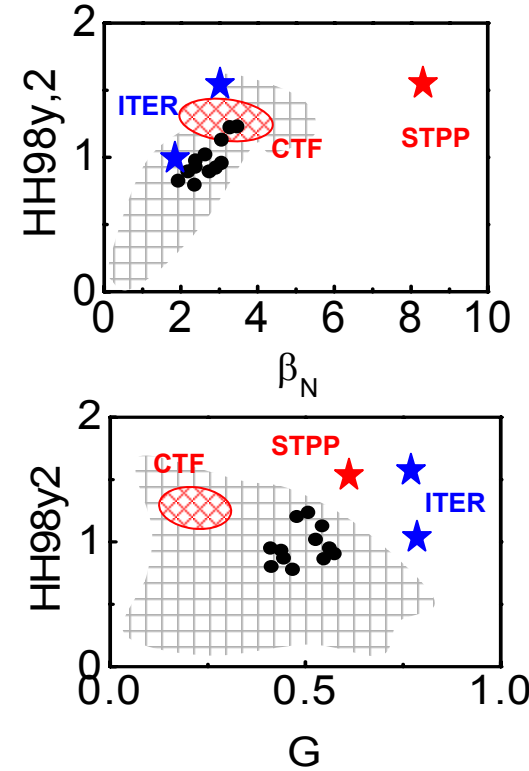 2
HH98y,2
1
0
ITER
CTF
STPP
0 2 4 6 8 10
β_N
2
HH98y2
1
0
CTF
STPP
ITER
0.0 0.5 1.0
G